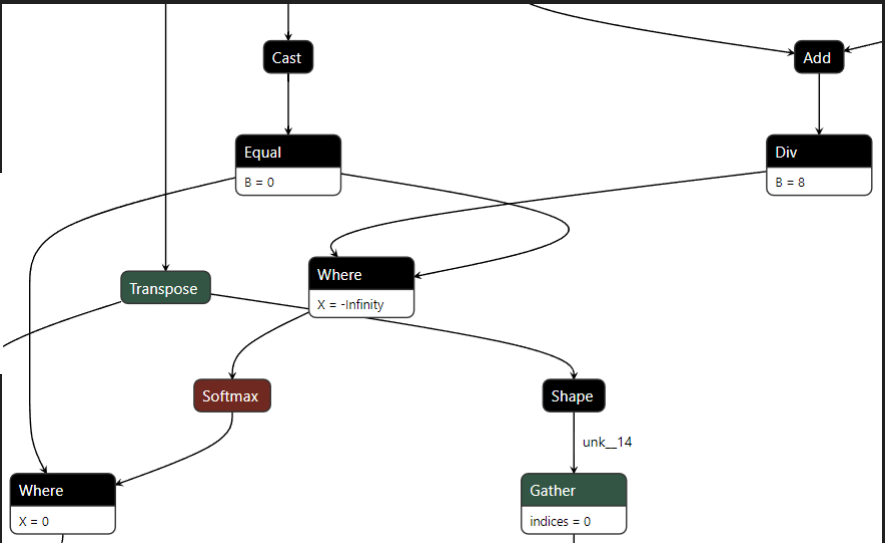 Cast
Add
Equal
B = 0
Div
B = 8
Where
X = -Infinity
Transpose
Softmax
Shape
unk__14
Where
X = 0
Gather
indices = 0